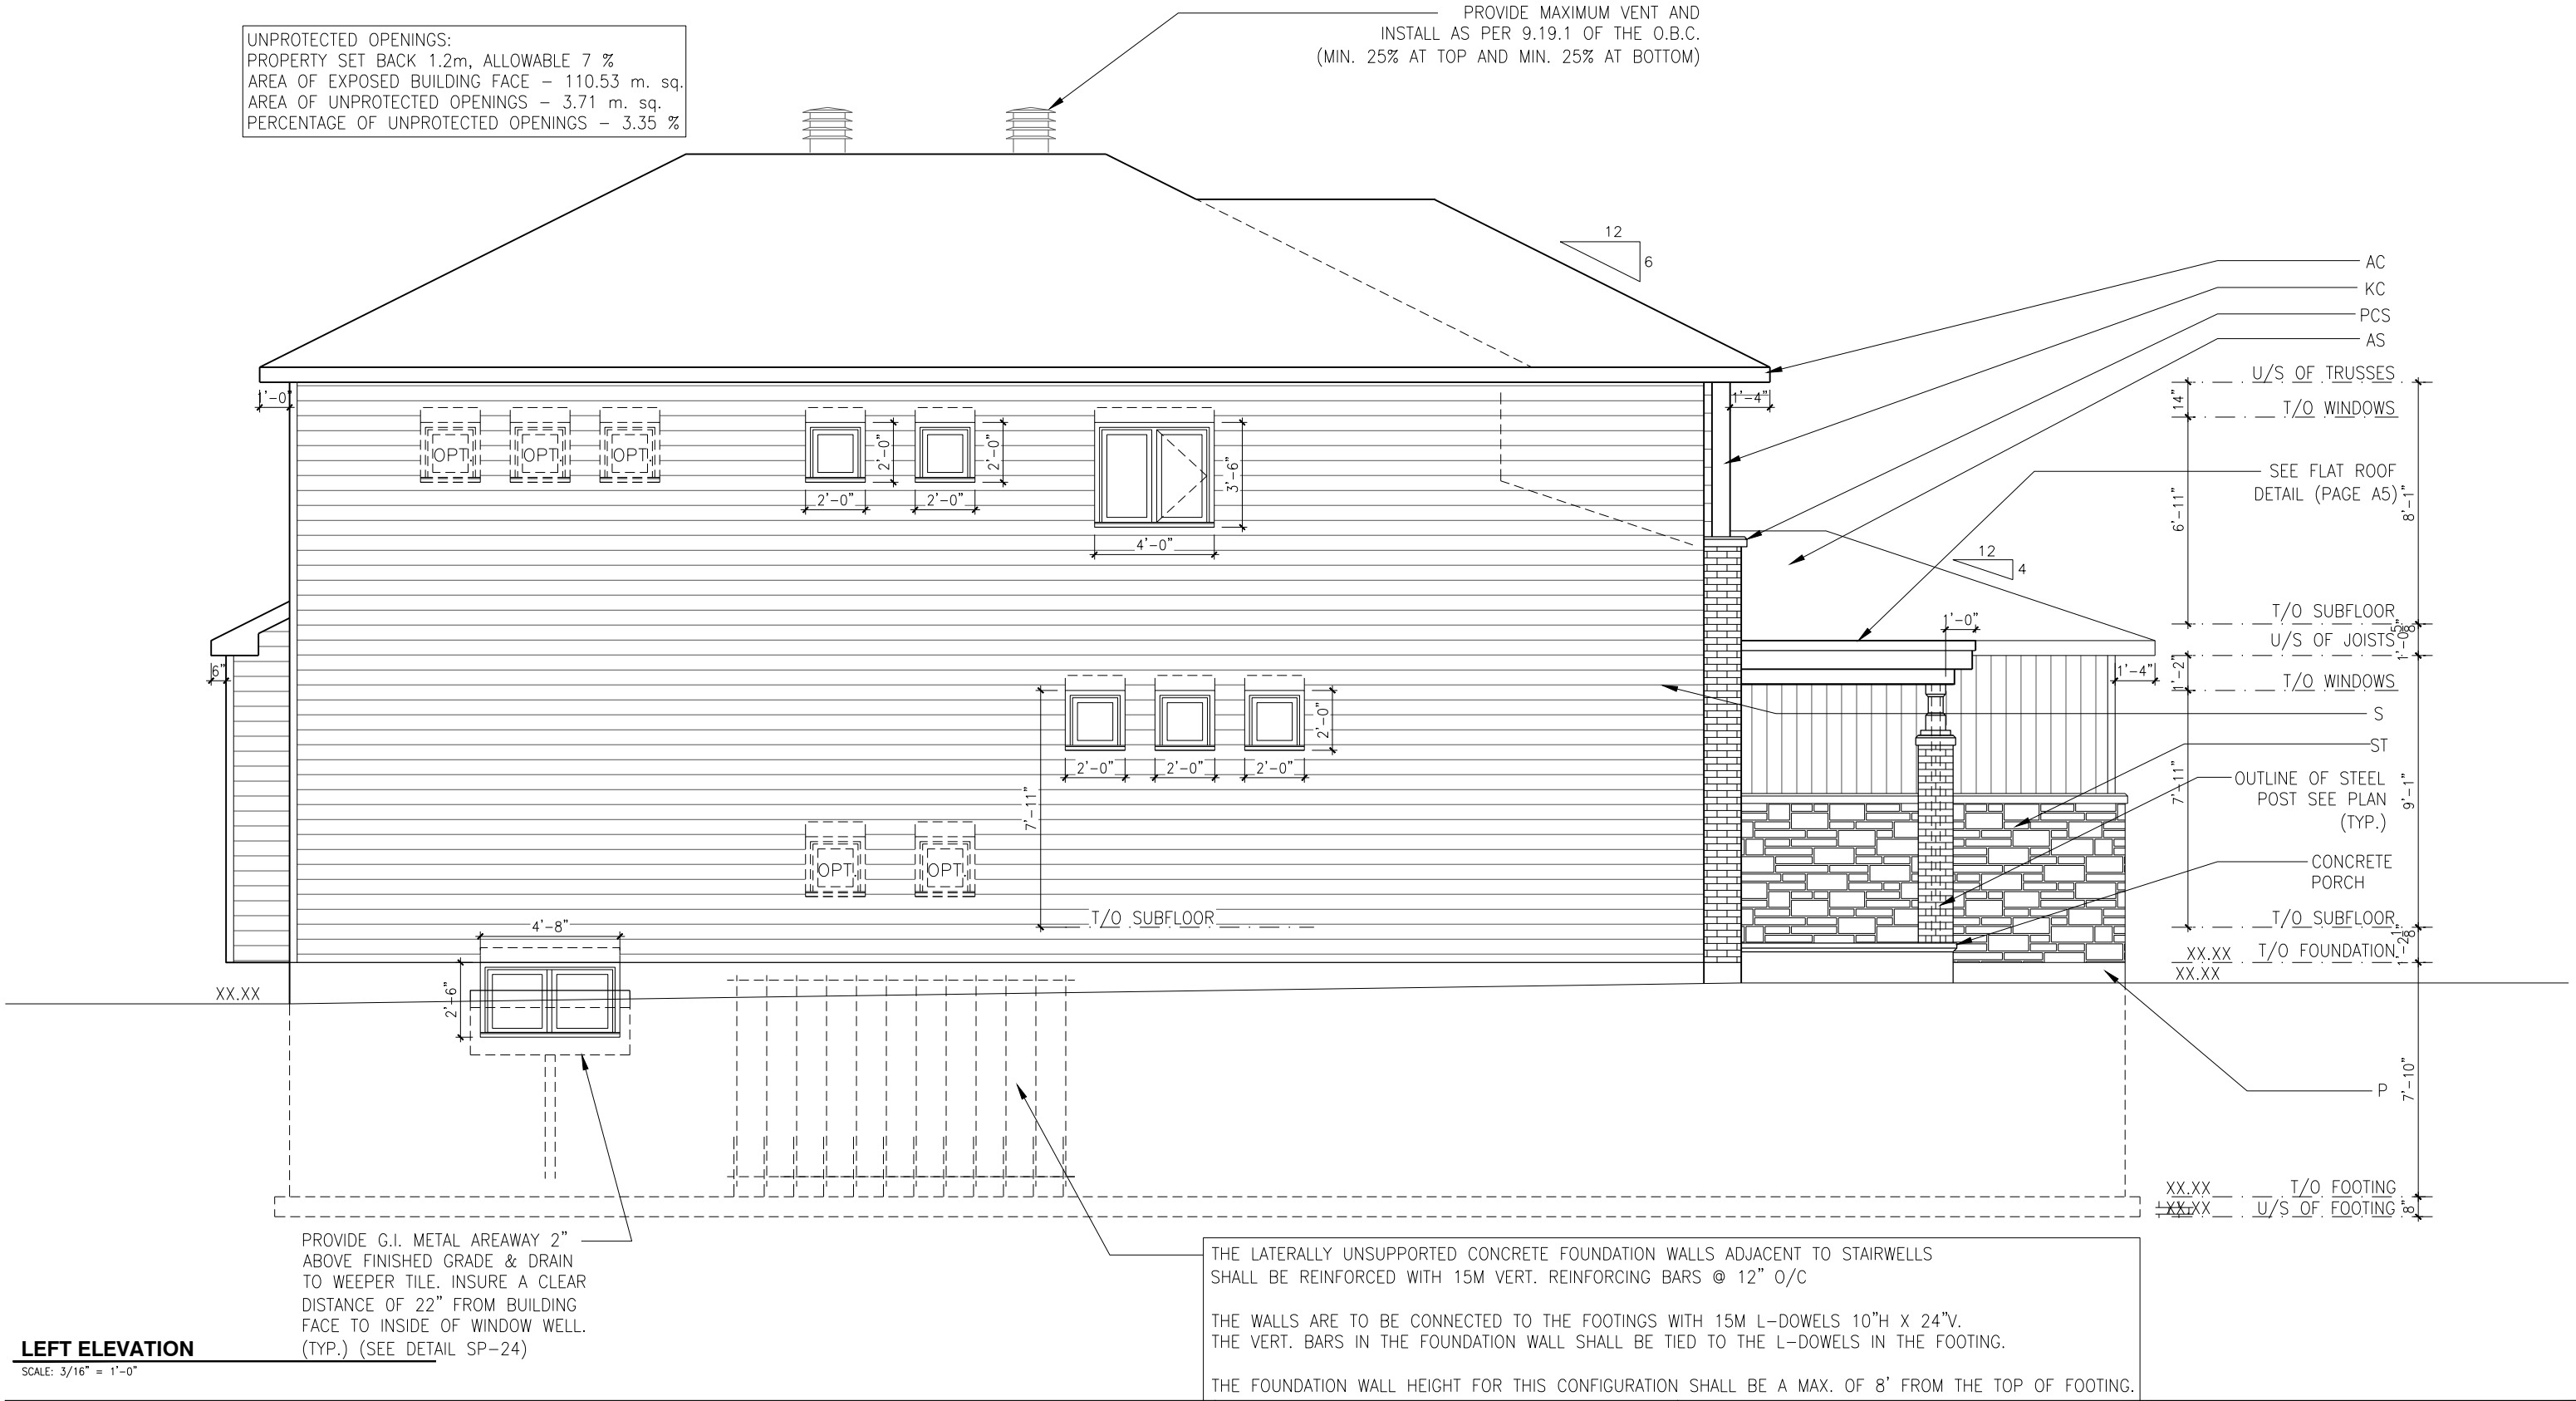 UNPROTECTED OPENINGS:
PROPERTY SET BACK 1.2m, ALLOWABLE 7 %
AREA OF EXPOSED BUILDING FACE – 110.53 m. sq.
AREA OF UNPROTECTED OPENINGS – 3.71 m. sq.
PERCENTAGE OF UNPROTECTED OPENINGS – 3.35 %
PROVIDE MAXIMUM VENT AND
INSTALL AS PER 9.19.1 OF THE O.B.C.
(MIN. 25% AT TOP AND MIN. 25% AT BOTTOM)
12
6
AC
KC
PCS
AS
U/S OF TRUSSES
14"
T/O WINDOWS
1'-0"
1'-4"
OPT.
OPT.
OPT.
2'-0"
2'-0"
2'-0"
2'-0"
3'-6"
4'-0"
SEE FLAT ROOF
DETAIL (PAGE A5)
6'-11"
8'-1"
12
4
T/O SUBFLOOR
1'-0"
U/S OF JOISTS
1'-0 5/8"
6"
1'-4"
1'-2"
T/O WINDOWS
S
2'-0"
2'-0"
2'-0"
2'-0"
ST
7'-11"
OUTLINE OF STEEL
POST SEE PLAN
(TYP.)
7'-11"
9'-1"
OPT.
OPT.
CONCRETE
PORCH
T/O SUBFLOOR
T/O SUBFLOOR
4'-8"
1'-2 1/8"
XX.XX T/O FOUNDATION
XX.XX
XX.XX
2'-6"
P
7'-10"
XX.XX T/O FOOTING
XX.XX U/S OF FOOTING
8"
PROVIDE G.I. METAL AREAWAY 2"
ABOVE FINISHED GRADE & DRAIN
TO WEEPER TILE. INSURE A CLEAR
DISTANCE OF 22" FROM BUILDING
FACE TO INSIDE OF WINDOW WELL.
(TYP.) (SEE DETAIL SP–24)
THE LATERALLY UNSUPPORTED CONCRETE FOUNDATION WALLS ADJACENT TO STAIRWELLS
SHALL BE REINFORCED WITH 15M VERT. REINFORCING BARS @ 12" O/C
THE WALLS ARE TO BE CONNECTED TO THE FOOTINGS WITH 15M L–DOWELS 10"H X 24"V.
THE VERT. BARS IN THE FOUNDATION WALL SHALL BE TIED TO THE L–DOWELS IN THE FOOTING.
THE FOUNDATION WALL HEIGHT FOR THIS CONFIGURATION SHALL BE A MAX. OF 8' FROM THE TOP OF FOOTING.
LEFT ELEVATION
SCALE: 3/16" = 1'-0"